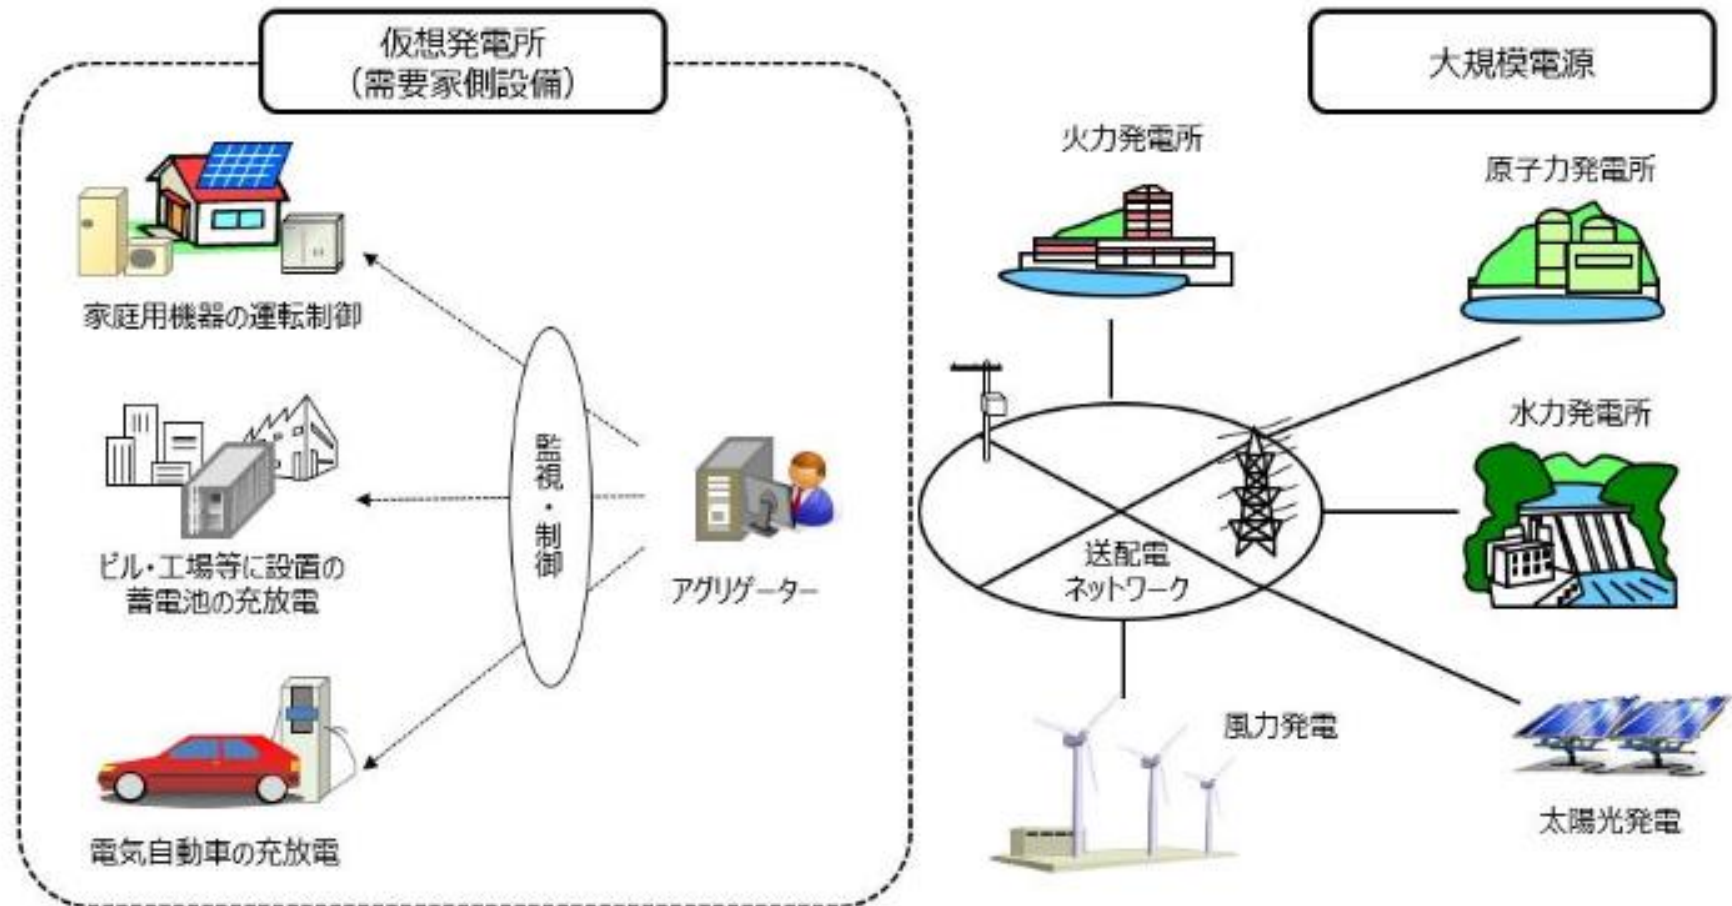 仮想発電所
（需要家側設備）
家庭用機器の運転制御
ビル・工場等に設置の
蓄電池の充放電
電気自動車の充放電
監視・制御
アグリゲーター
大規模電源
火力発電所
原子力発電所
水力発電所
送配電
ネットワーク
風力発電
太陽光発電